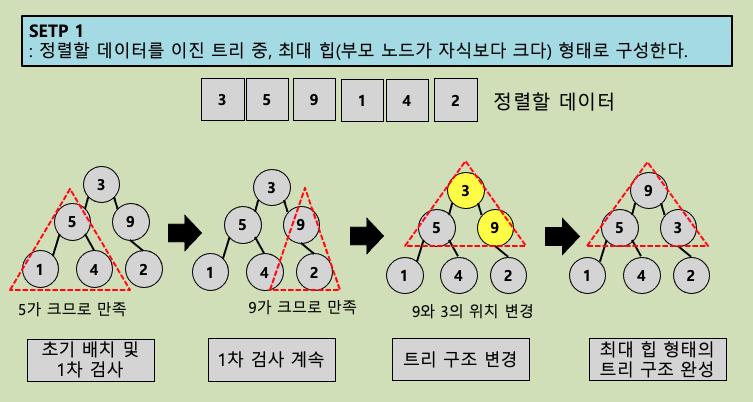 SETP 1
: 정렬할 데이터를 이진 트리 중, 최대 힙(부모 노드가 자식보다 크다) 형태로 구성한다.
3 5 9 1 4 2 정렬할 데이터
3
5 9
1 4 2
5가 크므로 만족
초기 배치 및
1차 검사
3
5 9
1 4 2
9가 크므로 만족
1차 검사 계속
3
5 9
1 4 2
9와 3의 위치 변경
트리 구조 변경
9
5 3
1 4 2
최대 힙 형태의
트리 구조 완성